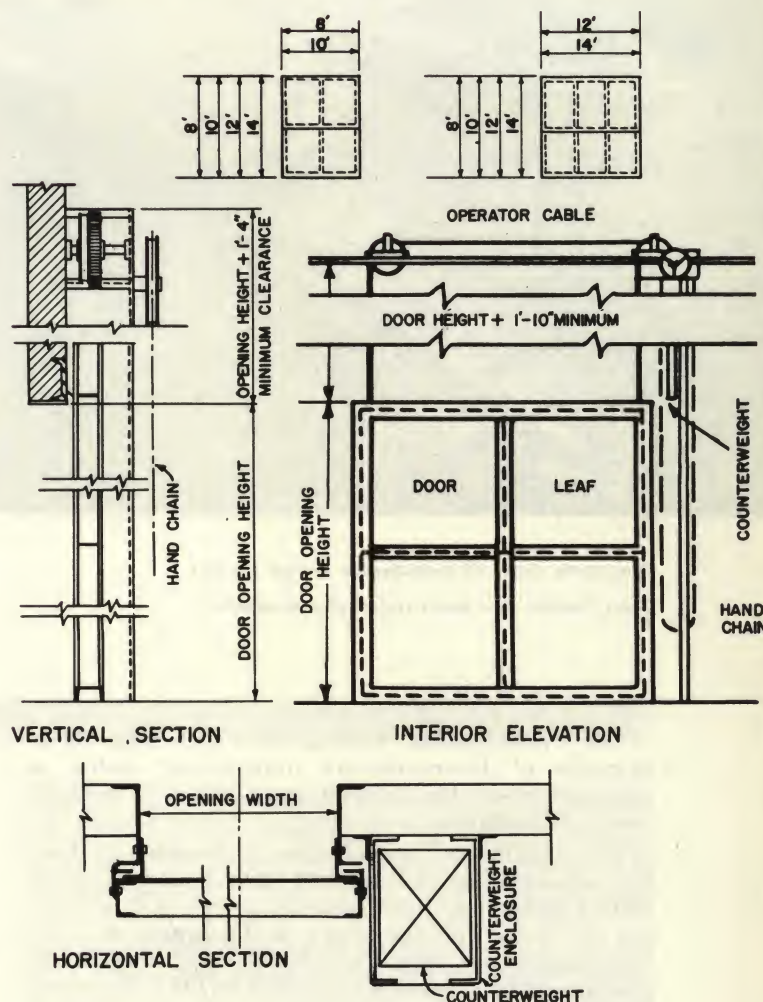 8'
10'
12'
14'
8'
10'
12'
14'
8'
10'
12'
14'
OPERATOR CABLE
OPENING HEIGHT + 1'-4"
MINIMUM CLEARANCE
DOOR HEIGHT + 1'-10" MINIMUM
COUNTERWEIGHT
HAND CHAIN
DOOR OPENING HEIGHT
DOOR OPENING
HEIGHT
DOOR
LEAF
HAND
CHAIN
VERTICAL SECTION
INTERIOR ELEVATION
OPENING WIDTH
COUNTERWEIGHT
ENCLOSURE
HORIZONTAL SECTION
COUNTERWEIGHT